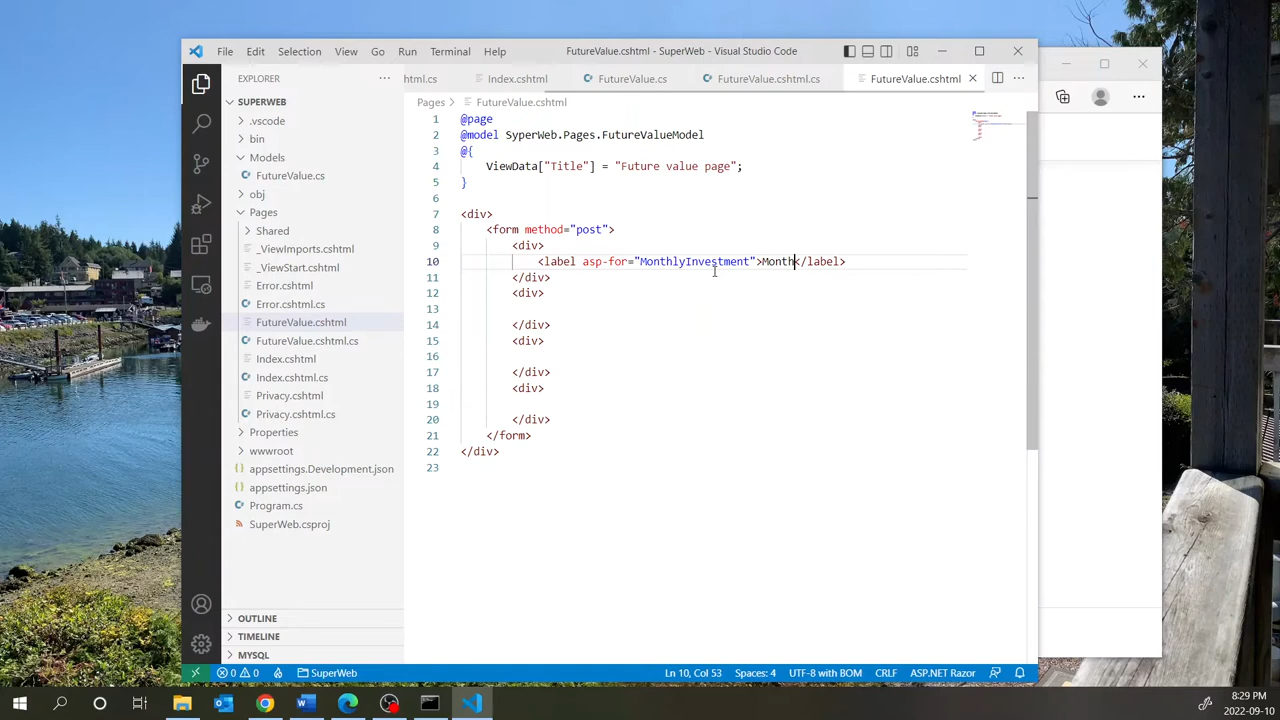 File Edit Selection View Go Run Terminal Help
FutureValue.cshtml - SuperWeb - Visual Studio Code
EXPLORER
html.cs
Index.cshtml
FutureValue.cs
FutureValue.cshtml.cs
FutureValue.cshtml
SUPERWEB
Pages
FutureValue.cshtml
.vscode
bin
Models
FutureValue.cs
obj
Pages
Shared
_ViewImports.cshtml
_ViewStart.cshtml
Error.cshtml
Error.cshtml.cs
FutureValue.cshtml
FutureValue.cshtml.cs
Index.cshtml
Index.cshtml.cs
Privacy.cshtml
Privacy.cshtml.cs
Properties
wwwroot
appsettings.Development.json
appsettings.json
Program.cs
SuperWeb.csproj
OUTLINE
TIMELINE
MYSQL
1 @page
2 @model SyperWeb.Pages.FutureValueModel
3 @{
4 ViewData["Title"] = "Future value page";
5 }
6
7 <div>
8 <form method="post">
9 <div>
10 <label asp-for="MonthlyInvestment">Month</label>
11 </div>
12 <div>
13
14 </div>
15 <div>
16
17 </div>
18 <div>
19
20 </div>
21 </form>
22 </div>
23
0 0 SuperWeb Ln 10, Col 53 UTF-8 with BOM CRLF ASP.NET Razor
8:29 PM
2022-09-10